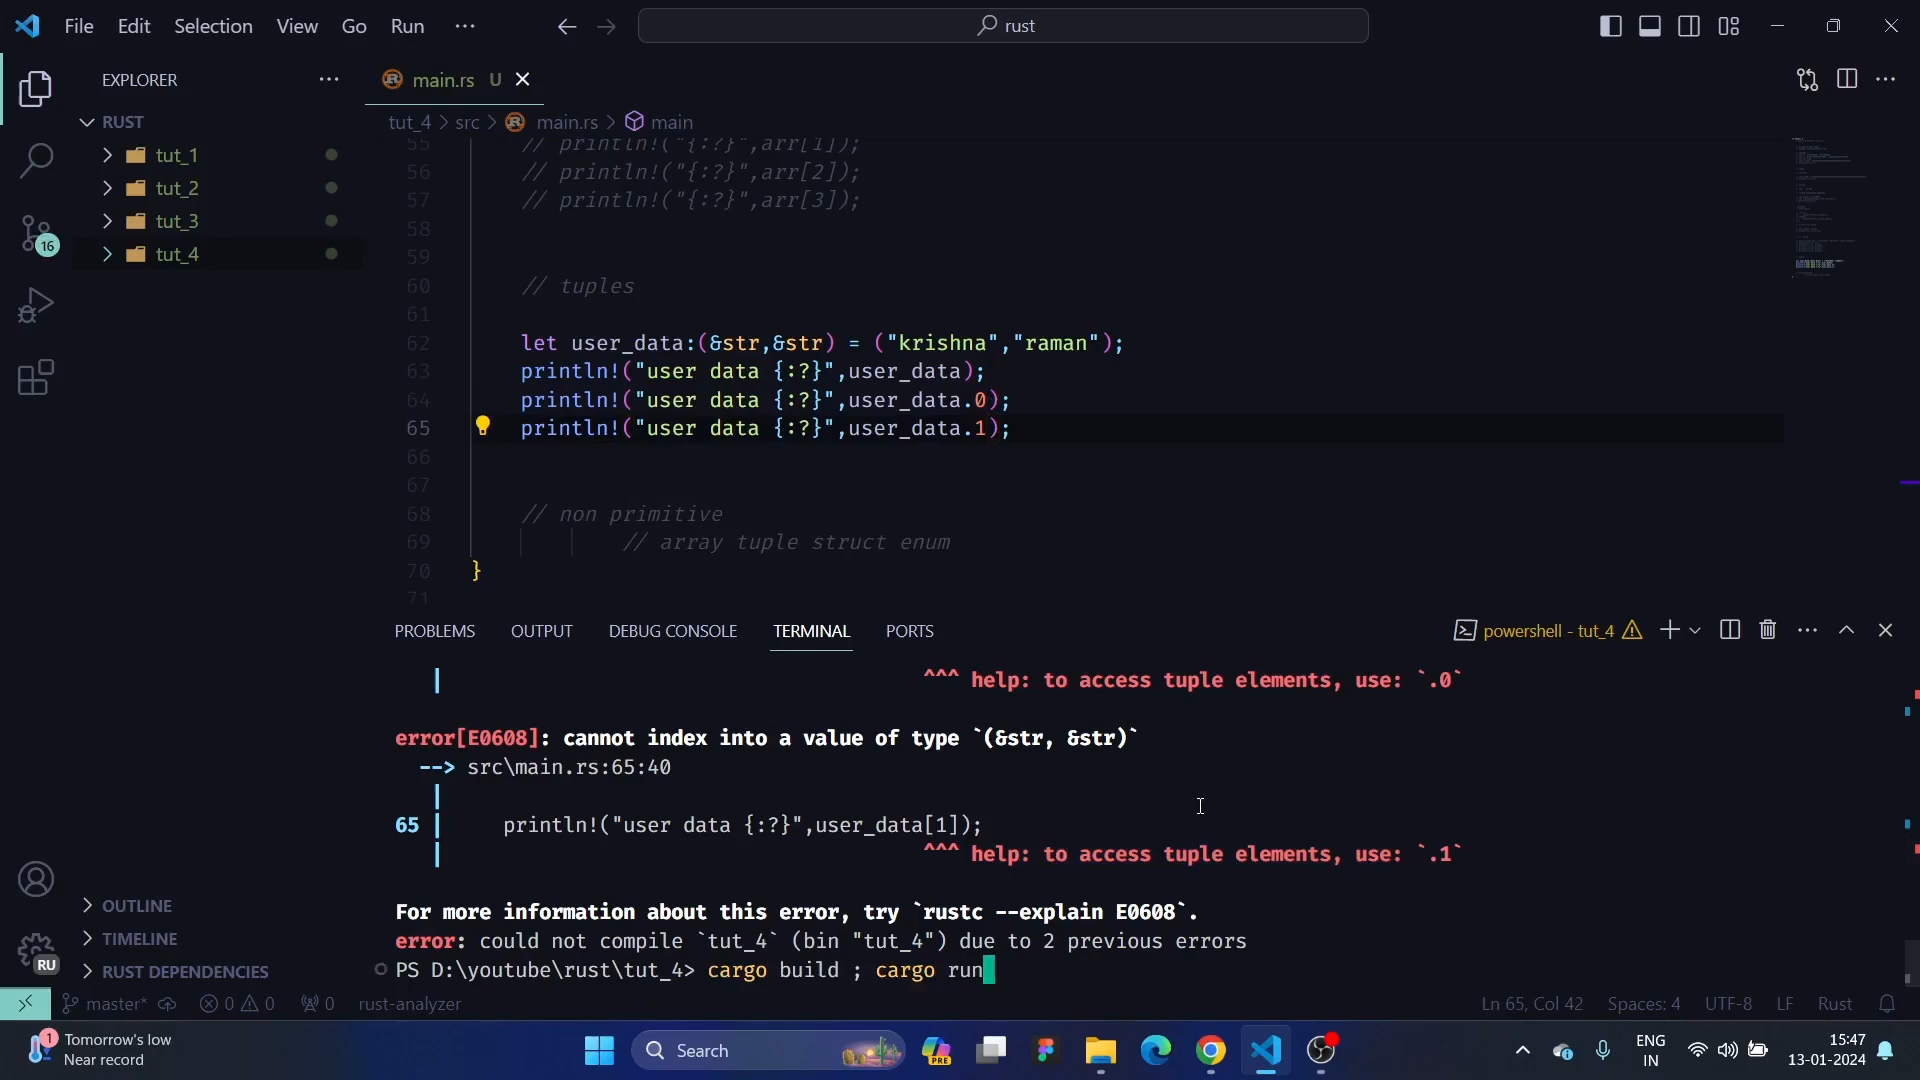 File Edit Selection View Go Run ···
rust
EXPLORER ···
main.rs U
RUST
tut_4 > src > main.rs > main
tut_1
tut_2
tut_3
tut_4
16
55 // println!("{:?}",arr[1]);
56 // println!("{:?}",arr[2]);
57 // println!("{:?}",arr[3]);
58
59
60 // tuples
61
62 let user_data:(&str,&str) = ("krishna","raman");
63 println!("user data {:?}",user_data);
64 println!("user data {:?}",user_data.0);
65 println!("user data {:?}",user_data.1);
66
67
68 // non primitive
69 // array tuple struct enum
70 }
71
PROBLEMS OUTPUT DEBUG CONSOLE TERMINAL PORTS
powershell - tut_4
| ^^^ help: to access tuple elements, use: `.0`
error[E0608]: cannot index into a value of type `(&str, &str)`
--> src\main.rs:65:40
|
65 | println!("user data {:?}",user_data[1]);
| ^^^ help: to access tuple elements, use: `.1`
For more information about this error, try `rustc --explain E0608`.
error: could not compile `tut_4` (bin "tut_4") due to 2 previous errors
PS D:\youtube\rust\tut_4> cargo build ; cargo run
OUTLINE
TIMELINE
RUST DEPENDENCIES
RU
master* 0 0 0 rust-analyzer
Ln 65, Col 42 Spaces: 4 UTF-8 LF Rust
1
Tomorrow's low
Near record
Search
PRE
ENG
IN
15:47
13-01-2024